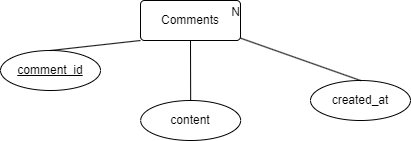 N
Comments
comment_id
content
created_at